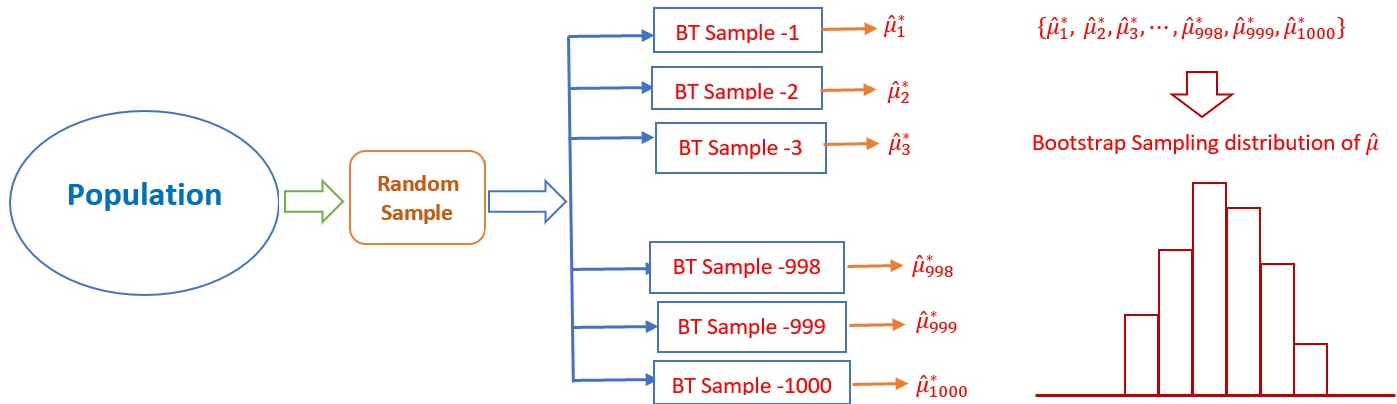 Population
Random
Sample
BT Sample -1
μ̂₁*
BT Sample -2
μ̂₂*
BT Sample -3
μ̂₃*
BT Sample -998
μ̂₉₉₈*
BT Sample -999
μ̂₉₉₉*
BT Sample -1000
μ̂₁₀₀₀*
{μ̂₁*, μ̂₂*, μ̂₃*, ⋯, μ̂₉₉₈*, μ̂₉₉₉*, μ̂₁₀₀₀*}
Bootstrap Sampling distribution of μ̂